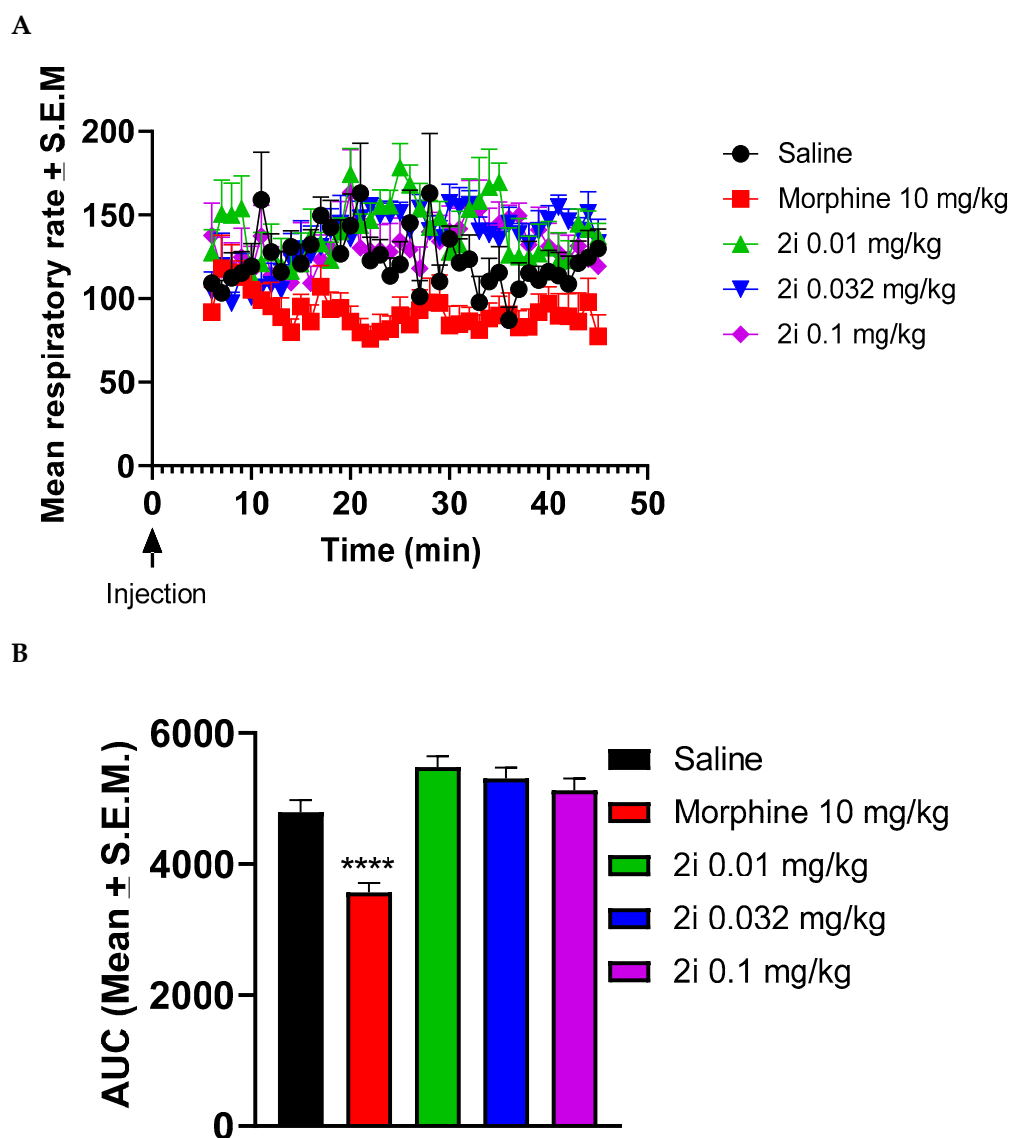 A
Mean respiratory rate ± S.E.M
200
150
100
50
0
0 10 20 30 40 50
Time (min)
Injection
Saline
Morphine 10 mg/kg
2i 0.01 mg/kg
2i 0.032 mg/kg
2i 0.1 mg/kg
B
AUC (Mean ± S.E.M.)
6000
4000
2000
0
****
Saline
Morphine 10 mg/kg
2i 0.01 mg/kg
2i 0.032 mg/kg
2i 0.1 mg/kg